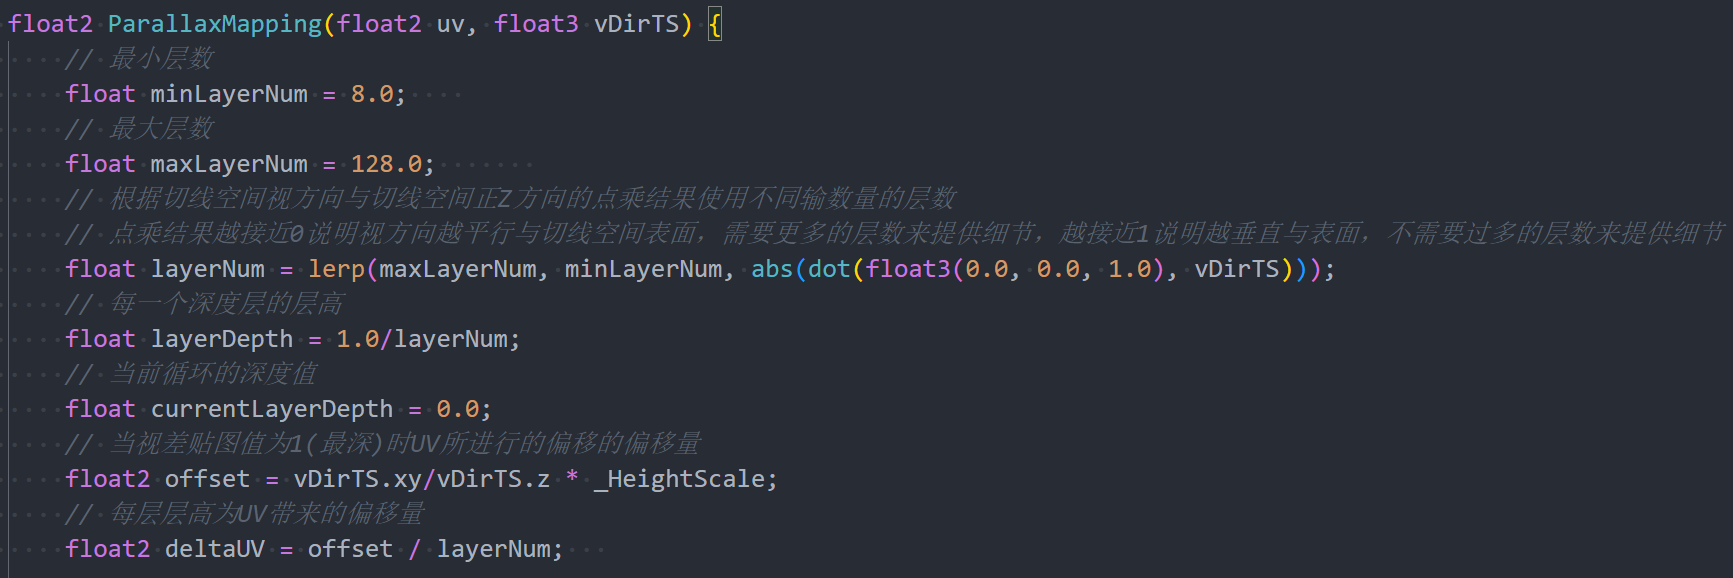 float2 ParallaxMapping(float2 uv, float3 vDirTS) {
// 最小层数
float minLayerNum = 8.0;
// 最大层数
float maxLayerNum = 128.0;
// 根据切线空间视方向与切线空间正Z方向的点乘结果使用不同输数量的层数
// 点乘结果越接近0说明视方向越平行与切线空间表面，需要更多的层数来提供细节，越接近1说明越垂直与表面，不需要过多的层数来提供细节
float layerNum = lerp(maxLayerNum, minLayerNum, abs(dot(float3(0.0, 0.0, 1.0), vDirTS)));
// 每一个深度层的层高
float layerDepth = 1.0/layerNum;
// 当前循环的深度值
float currentLayerDepth = 0.0;
// 当视差贴图值为1(最深)时UV所进行的偏移的偏移量
float2 offset = vDirTS.xy/vDirTS.z * _HeightScale;
// 每层层高为UV带来的偏移量
float2 deltaUV = offset / layerNum;